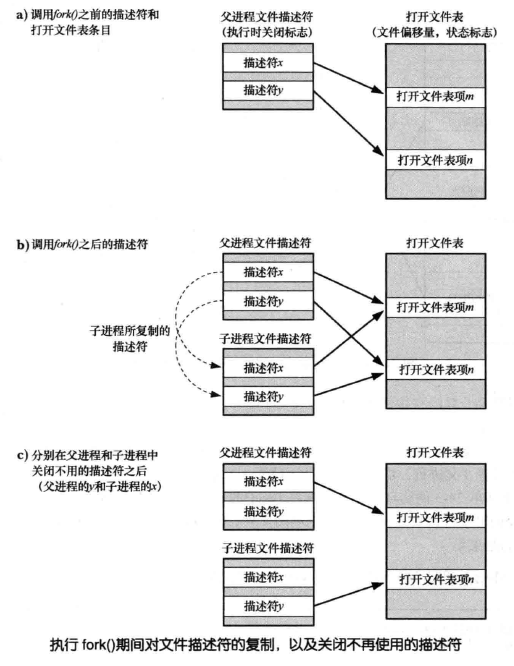 a) 调用fork()之前的描述符和
打开文件表条目
父进程文件描述符
(执行时关闭标志)
打开文件表
(文件偏移量，状态标志)
描述符x
描述符y
打开文件表项m
打开文件表项n
b) 调用fork()之后的描述符
父进程文件描述符
打开文件表
描述符x
描述符y
打开文件表项m
子进程所复制的
描述符
子进程文件描述符
描述符x
描述符y
打开文件表项n
c) 分别在父进程和子进程中
关闭不用的描述符之后
（父进程的y和子进程的x）
父进程文件描述符
打开文件表
描述符x
描述符y
打开文件表项m
子进程文件描述符
描述符x
描述符y
打开文件表项n
执行 fork()期间对文件描述符的复制，以及关闭不再使用的描述符